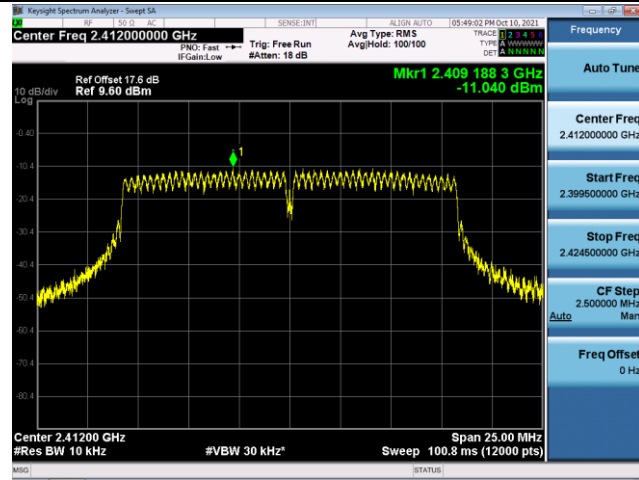 Keysight Spectrum Analyzer - Swept SA
RF 50 Ω AC SENSE:INT ALIGN AUTO 05:49:02 PM Oct 10, 2021
Center Freq 2.412000000 GHz
PNO: Fast
IFGain:Low
Trig: Free Run
#Atten: 18 dB
Avg Type: RMS
Avg|Hold: 100/100
TRACE 1 2 3 4 5 6
TYPE A WWWWW
DET A NNNNN
Mkr1 2.409 188 3 GHz
-11.040 dBm
Ref Offset 17.6 dB
10 dB/div Ref 9.60 dBm
Log
-0.40
-10.4
-20.4
-30.4
-40.4
-50.4
-60.4
-70.4
-80.4
1
Center 2.41200 GHz Span 25.00 MHz
#Res BW 10 kHz #VBW 30 kHz* Sweep 100.8 ms (12000 pts)
MSG STATUS
Frequency
Auto Tune
Center Freq
2.412000000 GHz
Start Freq
2.399500000 GHz
Stop Freq
2.424500000 GHz
CF Step
2.500000 MHz
Auto Man
Freq Offset
0 Hz